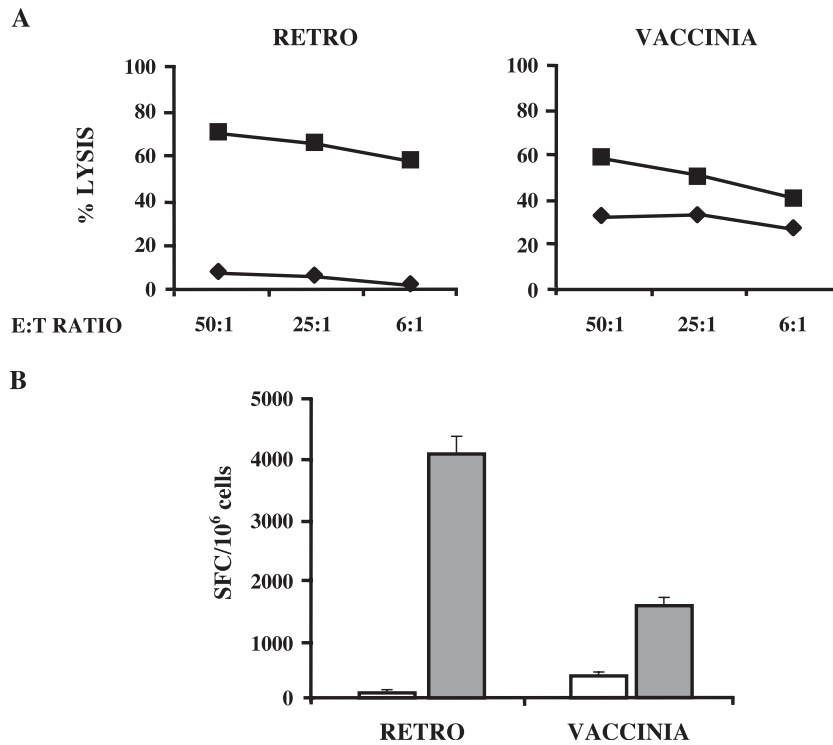 A
RETRO
VACCINIA
% LYSIS
100
80
60
40
20
0
100
80
60
40
20
0
E:T RATIO
50:1
25:1
6:1
50:1
25:1
6:1
B
SFC/10⁶ cells
5000
4000
3000
2000
1000
0
RETRO
VACCINIA